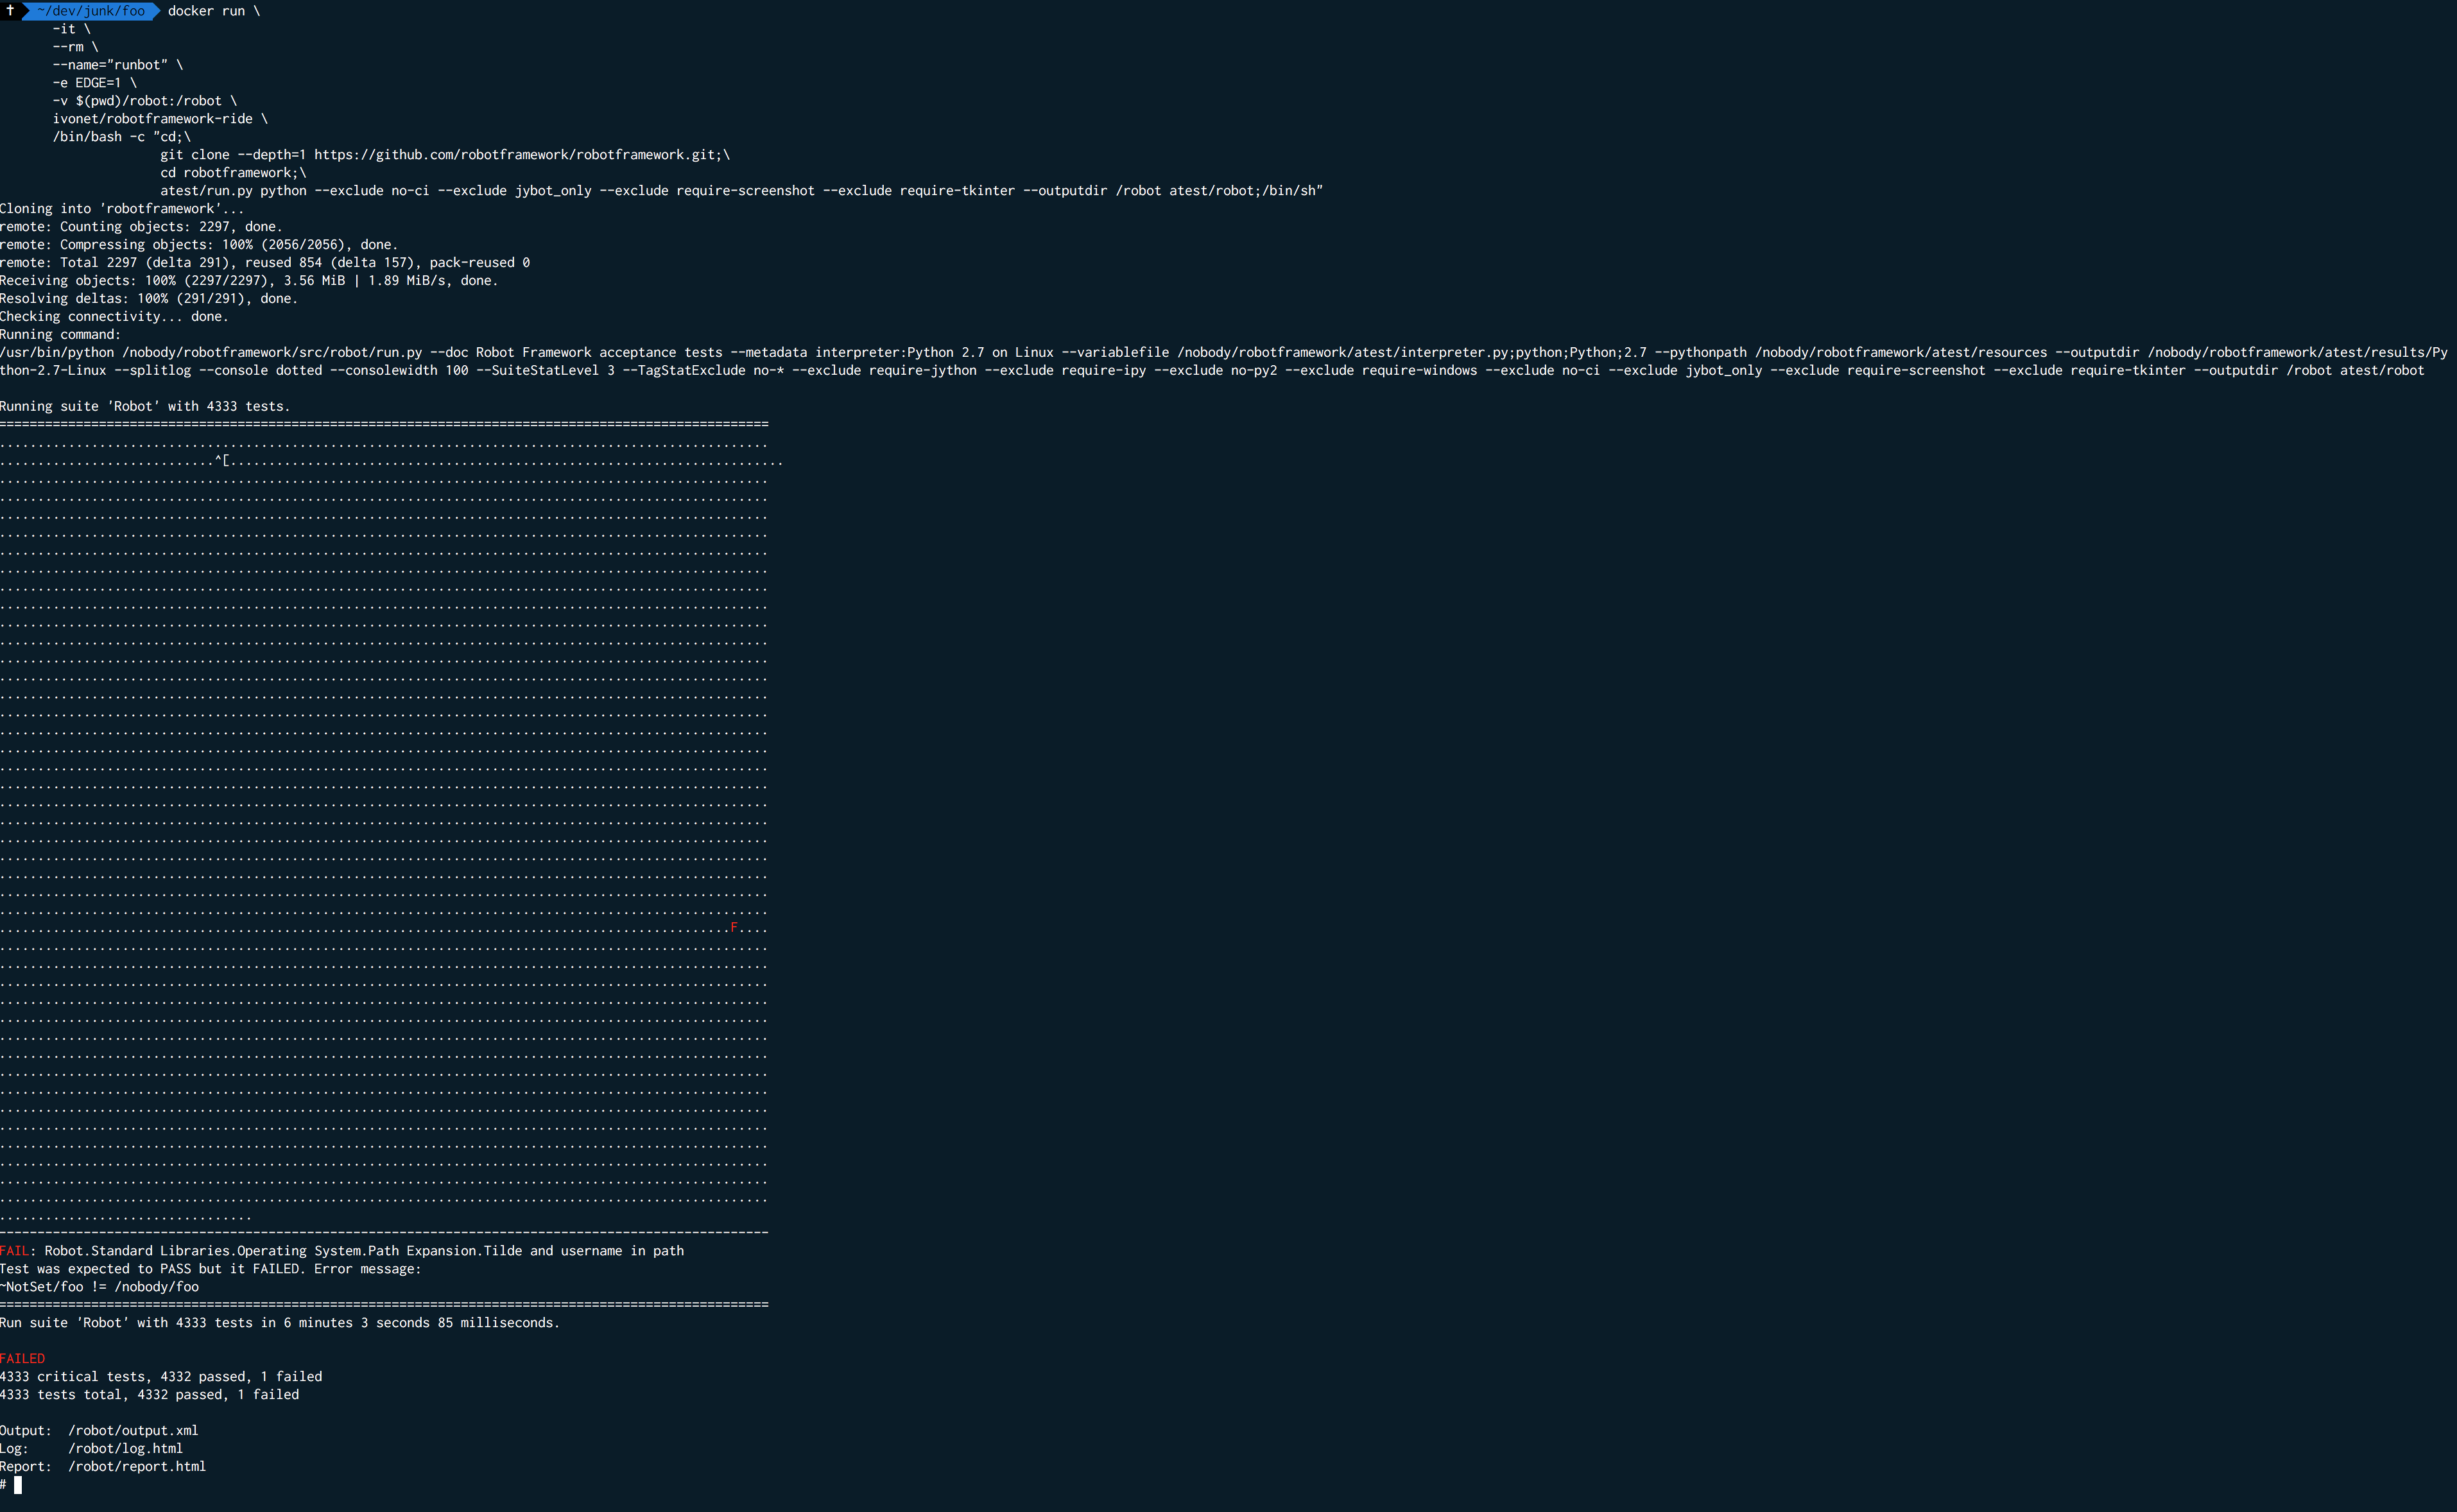 † ~/dev/junk/foo docker run \
-it \
--rm \
--name="runbot" \
-e EDGE=1 \
-v $(pwd)/robot:/robot \
ivonet/robotframework-ride \
/bin/bash -c "cd;\
git clone --depth=1 https://github.com/robotframework/robotframework.git;\
cd robotframework;\
atest/run.py python --exclude no-ci --exclude jybot_only --exclude require-screenshot --exclude require-tkinter --outputdir /robot atest/robot;/bin/sh"
Cloning into 'robotframework'...
remote: Counting objects: 2297, done.
remote: Compressing objects: 100% (2056/2056), done.
remote: Total 2297 (delta 291), reused 854 (delta 157), pack-reused 0
Receiving objects: 100% (2297/2297), 3.56 MiB | 1.89 MiB/s, done.
Resolving deltas: 100% (291/291), done.
Checking connectivity... done.
Running command:
/usr/bin/python /nobody/robotframework/src/robot/run.py --doc Robot Framework acceptance tests --metadata interpreter:Python 2.7 on Linux --variablefile /nobody/robotframework/atest/interpreter.py;python;Python;2.7 --pythonpath /nobody/robotframework/atest/resources --outputdir /nobody/robotframework/atest/results/Py
thon-2.7-Linux --splitlog --console dotted --consolewidth 100 --SuiteStatLevel 3 --TagStatExclude no-* --exclude require-jython --exclude require-ipy --exclude no-py2 --exclude require-windows --exclude no-ci --exclude jybot_only --exclude require-screenshot --exclude require-tkinter --outputdir /robot atest/robot
Running suite 'Robot' with 4333 tests.
====================================================================================================
^[
F
----------------------------------------------------------------------------------------------------
FAIL: Robot.Standard Libraries.Operating System.Path Expansion.Tilde and username in path
Test was expected to PASS but it FAILED. Error message:
~NotSet/foo != /nobody/foo
====================================================================================================
Run suite 'Robot' with 4333 tests in 6 minutes 3 seconds 85 milliseconds.
FAILED
4333 critical tests, 4332 passed, 1 failed
4333 tests total, 4332 passed, 1 failed
Output:  /robot/output.xml
Log:     /robot/log.html
Report:  /robot/report.html
#